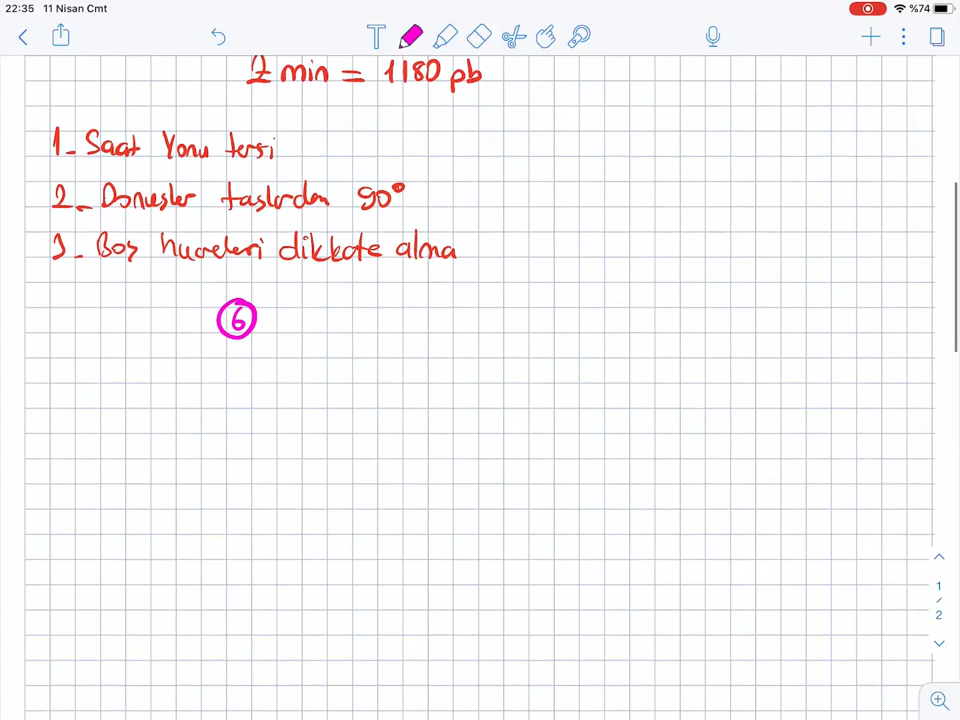 22:35 11 Nisan Cmt %74
Z min = 1180 pb
1- Saat Yonu tersi
2- Donusler taslardan 90°
3- Boş hucreleri dikkate alma
6
T
1
/
2